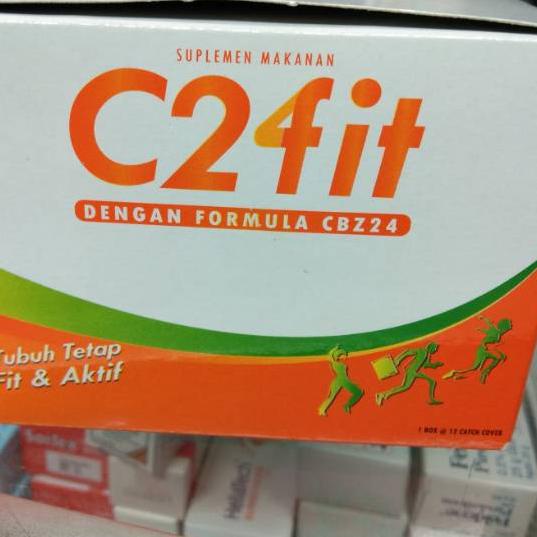 SUPLEMEN MAKANAN
C24fit
DENGAN FORMULA CBZ24
Tubuh Tetap
Fit & Aktif
1 BOX @ 12 CATCH COVER